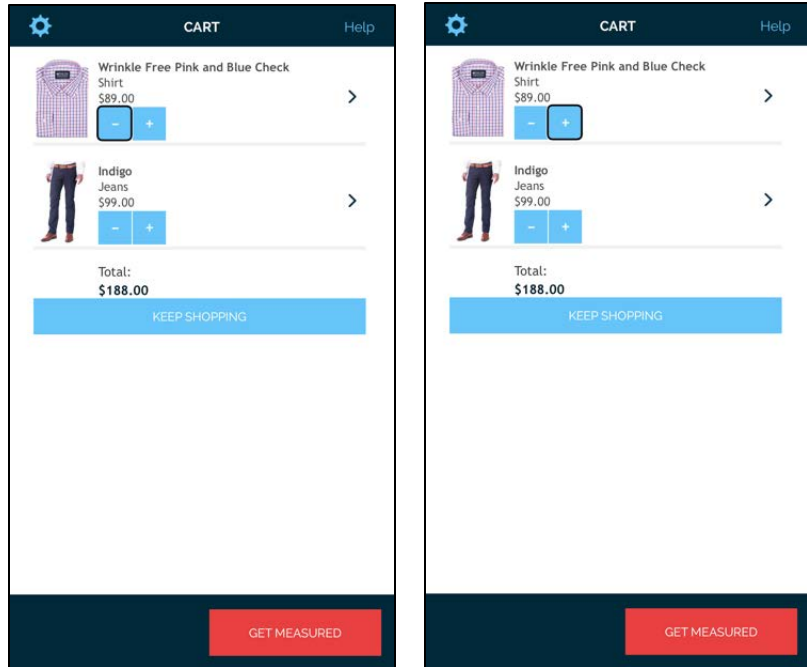 CART
Help
Wrinkle Free Pink and Blue Check
Shirt
$89.00
- +
Indigo
Jeans
$99.00
- +
Total:
$188.00
KEEP SHOPPING
GET MEASURED
CART
Help
Wrinkle Free Pink and Blue Check
Shirt
$89.00
- +
Indigo
Jeans
$99.00
- +
Total:
$188.00
KEEP SHOPPING
GET MEASURED